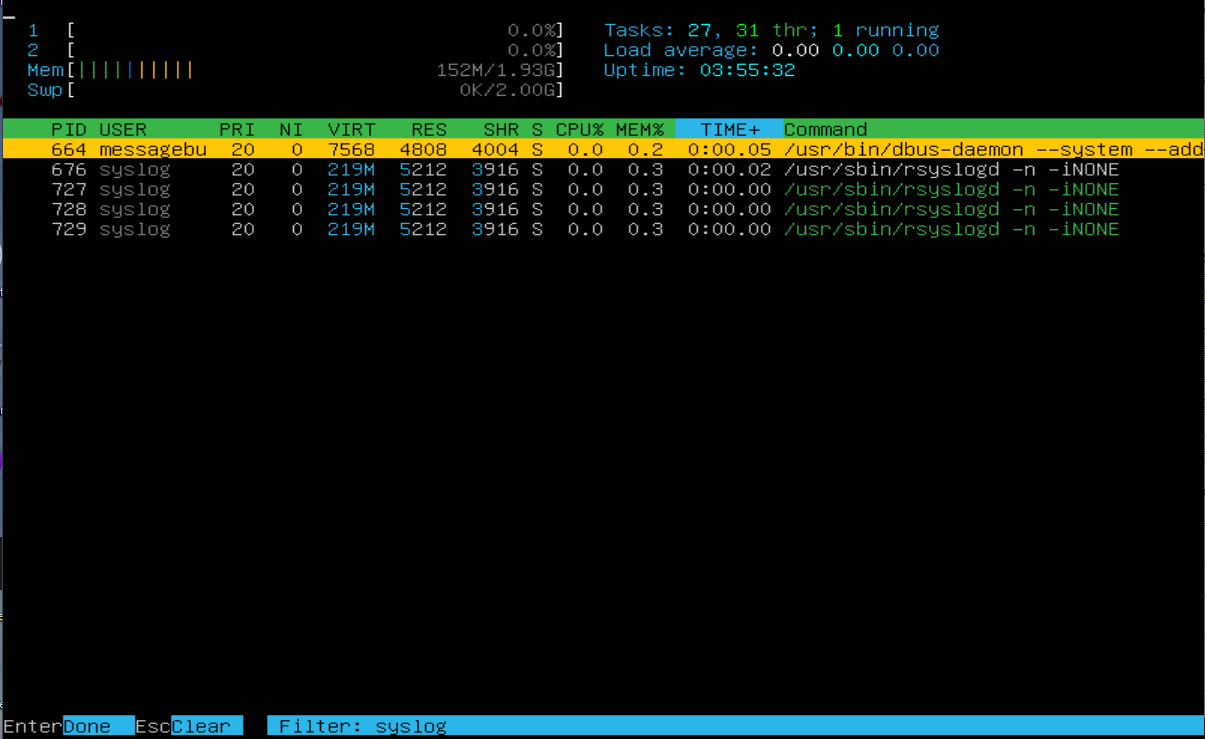 1 [ 0.0%] Tasks: 27, 31 thr; 1 running
2 [ 0.0%] Load average: 0.00 0.00 0.00
Mem[||||||||||| 152M/1.93G] Uptime: 03:55:32
Swp[ 0K/2.00G]
PID USER PRI NI VIRT RES SHR S CPU% MEM% TIME+ Command
664 messagebu 20 0 7568 4808 4004 S 0.0 0.2 0:00.05 /usr/bin/dbus-daemon --system --add
676 syslog 20 0 219M 5212 3916 S 0.0 0.3 0:00.02 /usr/sbin/rsyslogd -n -iNONE
727 syslog 20 0 219M 5212 3916 S 0.0 0.3 0:00.00 /usr/sbin/rsyslogd -n -iNONE
728 syslog 20 0 219M 5212 3916 S 0.0 0.3 0:00.00 /usr/sbin/rsyslogd -n -iNONE
729 syslog 20 0 219M 5212 3916 S 0.0 0.3 0:00.00 /usr/sbin/rsyslogd -n -iNONE
EnterDone EscClear Filter: syslog